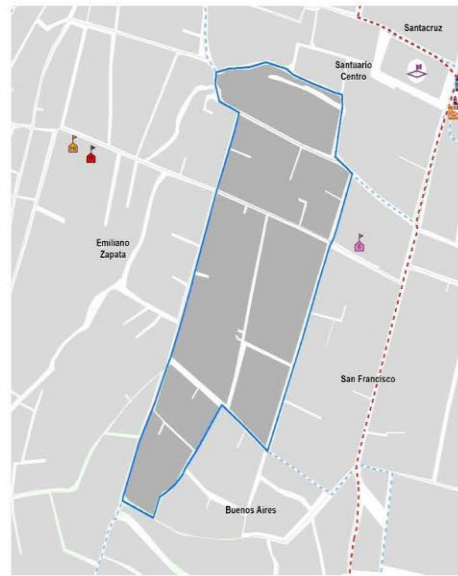 Santacruz
Santuario
Centro
Emiliano
Zapata
San Francisco
Buenos Aires